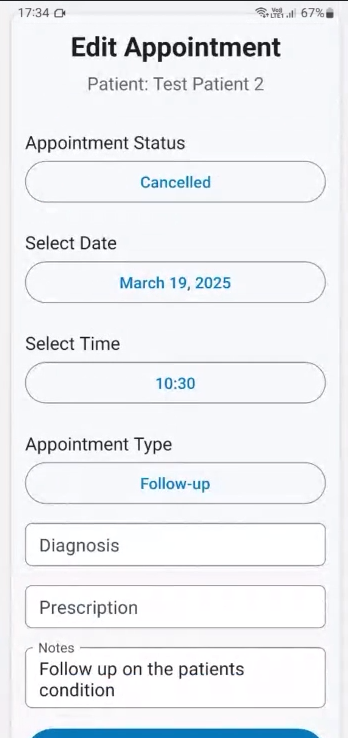 17:34 67%
Edit Appointment
Patient: Test Patient 2
Appointment Status
Cancelled
Select Date
March 19, 2025
Select Time
10:30
Appointment Type
Follow-up
Diagnosis
Prescription
Notes
Follow up on the patients
condition